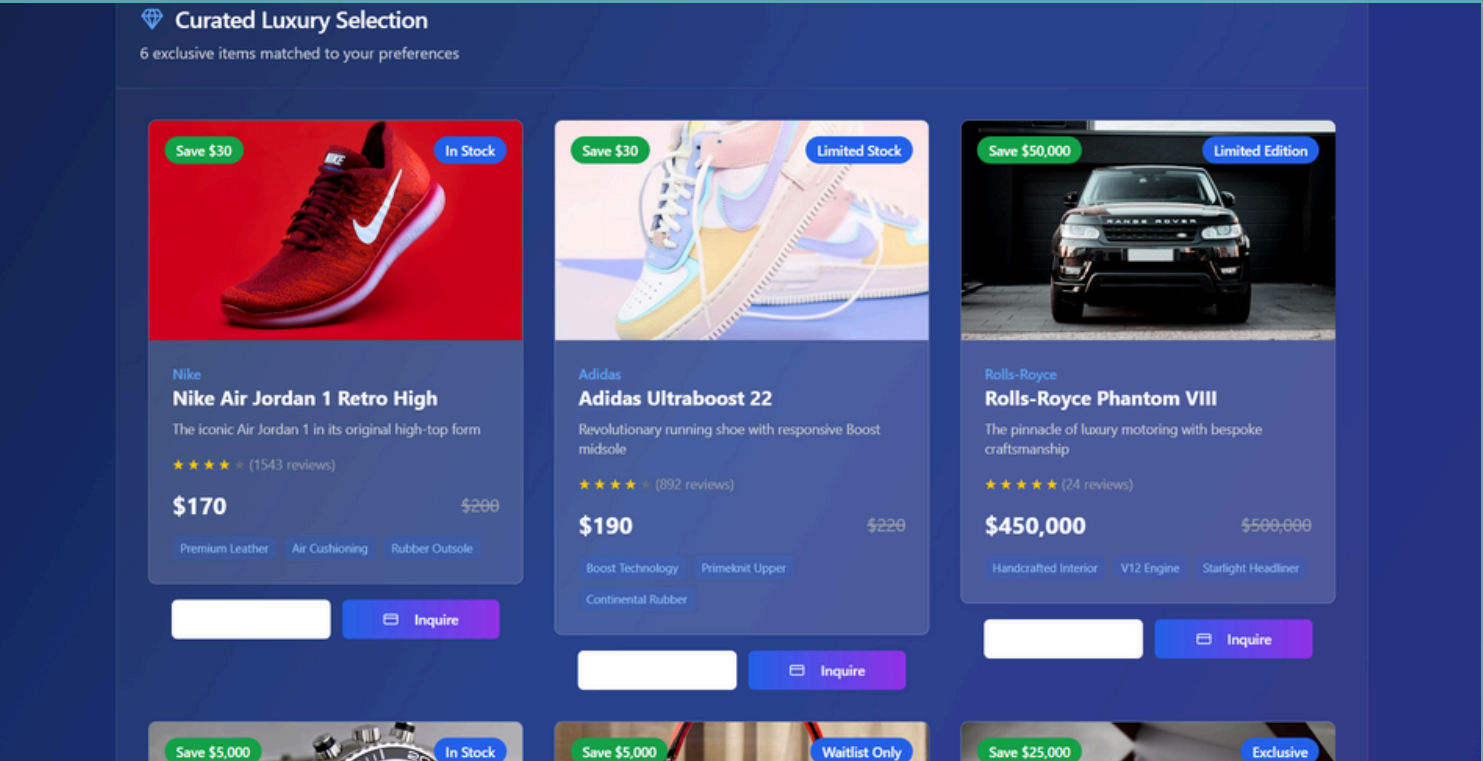 Curated Luxury Selection
6 exclusive items matched to your preferences
Save $30
In Stock
NIKE
Nike
Nike Air Jordan 1 Retro High
The iconic Air Jordan 1 in its original high-top form
(1543 reviews)
$170
$200
Premium Leather
Air Cushioning
Rubber Outsole
Inquire
Save $30
Limited Stock
Adidas
Adidas Ultraboost 22
Revolutionary running shoe with responsive Boost
midsole
(892 reviews)
$190
$220
Boost Technology
Primeknit Upper
Continental Rubber
Inquire
Save $50,000
Limited Edition
RANGE ROVER
Rolls-Royce
Rolls-Royce Phantom VIII
The pinnacle of luxury motoring with bespoke
craftsmanship
(24 reviews)
$450,000
$500,000
Handcrafted Interior
V12 Engine
Starlight Headliner
Inquire
Save $5,000
In Stock
Save $5,000
Waitlist Only
Save $25,000
Exclusive